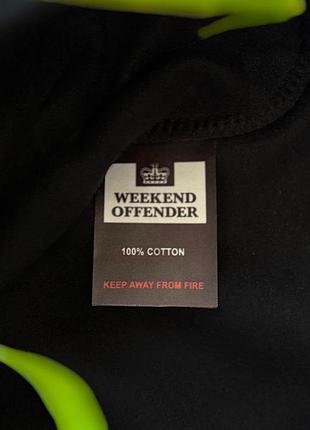 WEEKEND
OFFENDER
100% COTTON
KEEP AWAY FROM FIRE